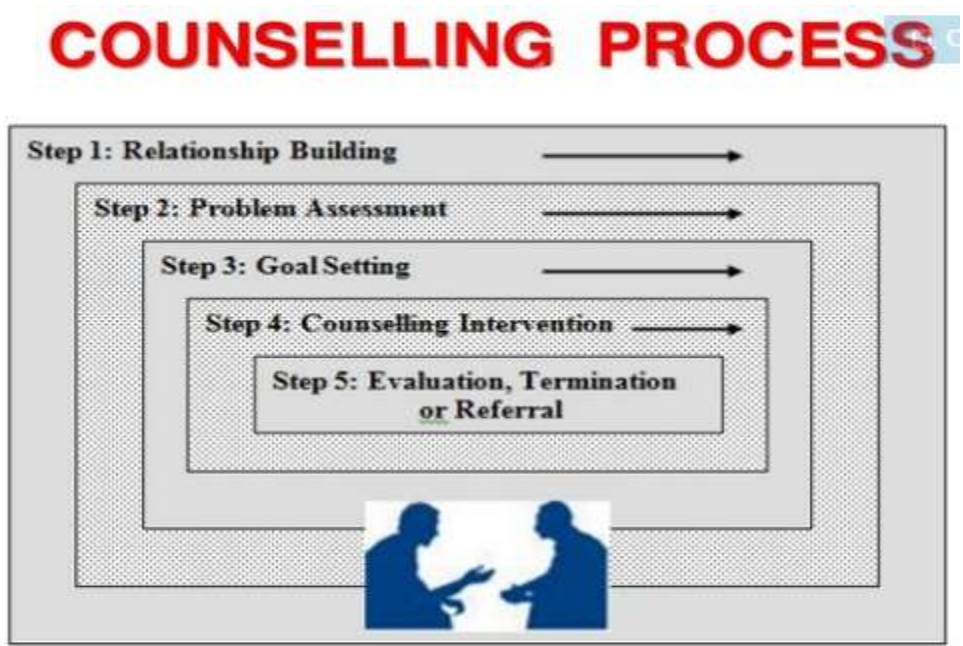 COUNSELLING PROCESS
Step 1: Relationship Building
Step 2: Problem Assessment
Step 3: Goal Setting
Step 4: Counselling Intervention
Step 5: Evaluation, Termination
or Referral